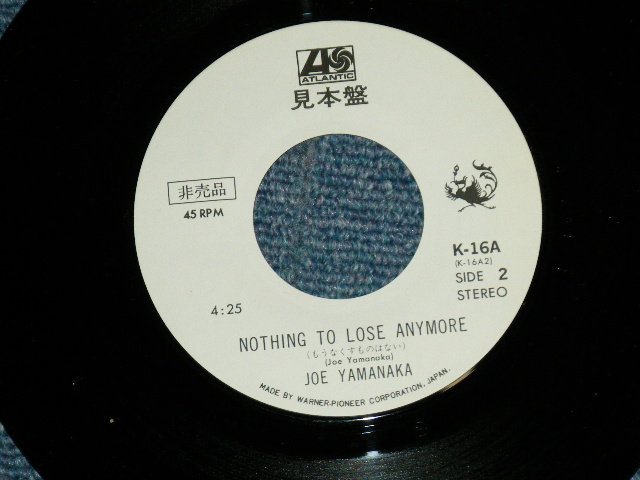 ATLANTIC
見本盤
非売品
45 RPM
K-16A
(K-16A2)
SIDE 2
STEREO
4:25
NOTHING TO LOSE ANYMORE
(もうなくすものはない)
(Joe Yamanaka)
JOE YAMANAKA
MADE BY WARNER-PIONEER CORPORATION, JAPAN.